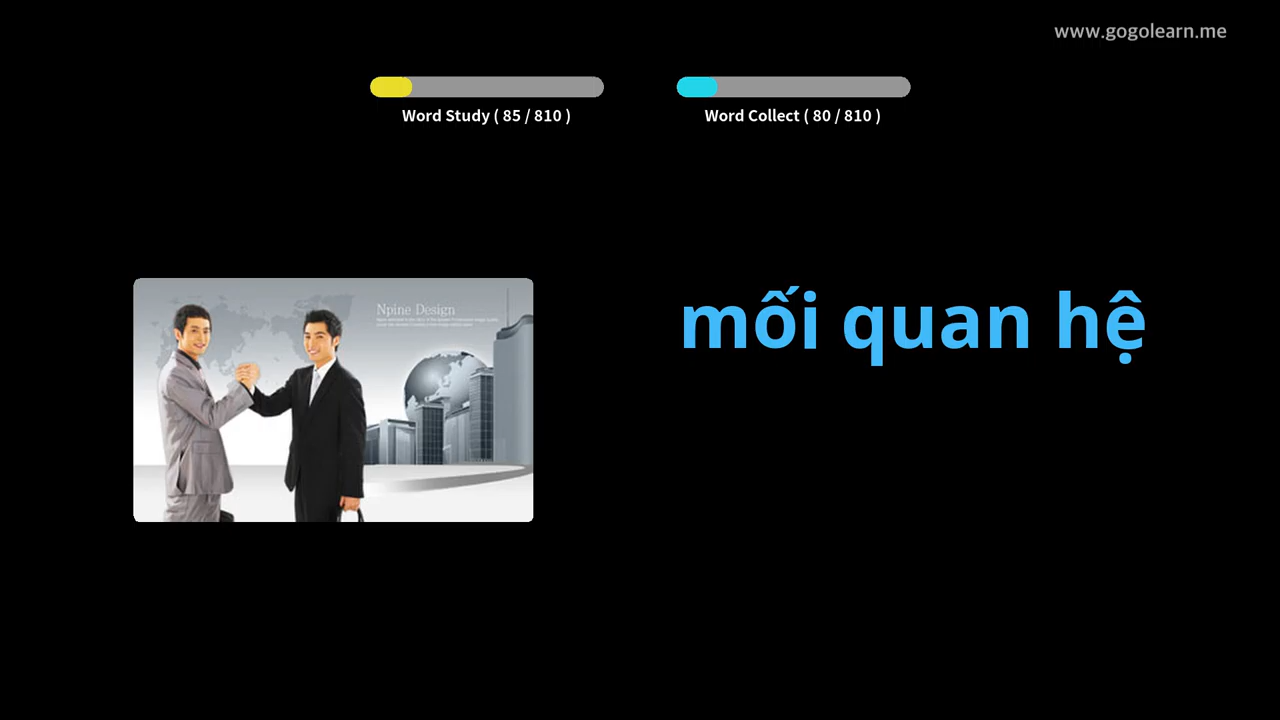 www.gogolearn.me
Word Study ( 85 / 810 )
Word Collect ( 80 / 810 )
Npine Design
mối quan hệ